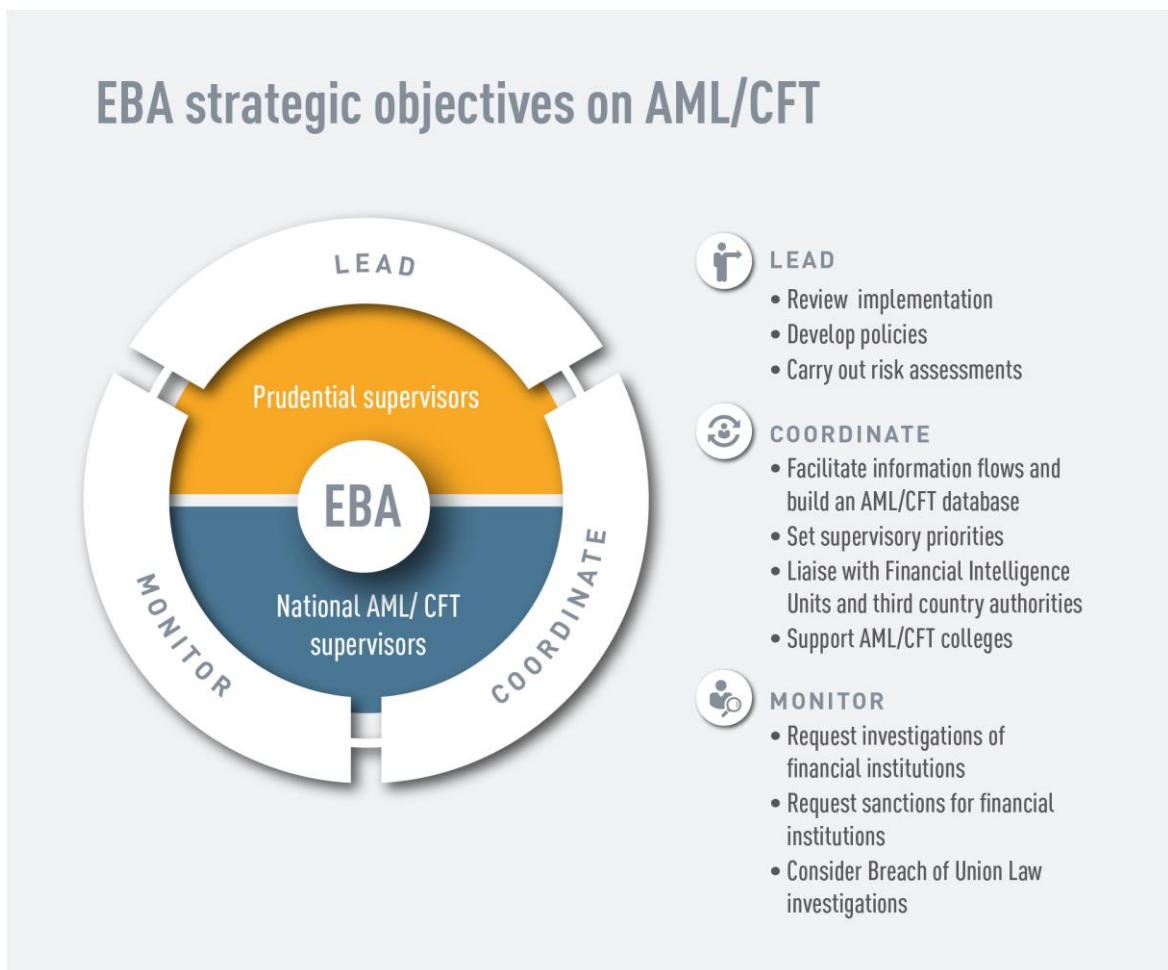 EBA strategic objectives on AML/CFT
LEAD
Prudential supervisors
EBA
National AML/ CFT
supervisors
MONITOR
COORDINATE
LEAD
• Review implementation
• Develop policies
• Carry out risk assessments
COORDINATE
• Facilitate information flows and
build an AML/CFT database
• Set supervisory priorities
• Liaise with Financial Intelligence
Units and third country authorities
• Support AML/CFT colleges
MONITOR
• Request investigations of
financial institutions
• Request sanctions for financial
institutions
• Consider Breach of Union Law
investigations